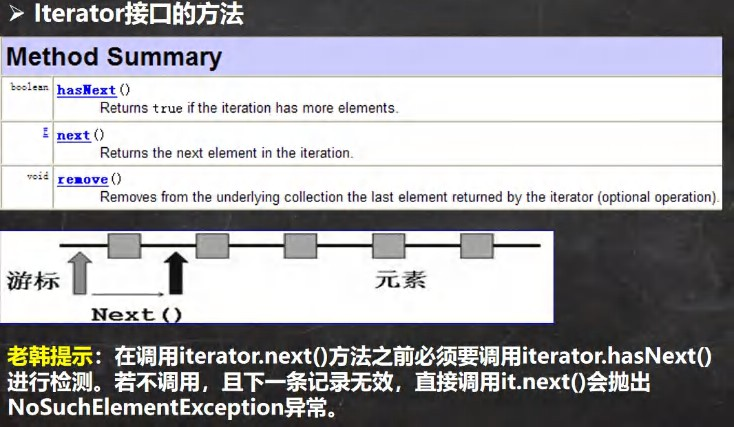 ➢ Iterator接口的方法
Method Summary
boolean hasNext()
Returns true if the iteration has more elements.
E next()
Returns the next element in the iteration.
void remove()
Removes from the underlying collection the last element returned by the iterator (optional operation).
游标 元素
Next()
老韩提示：在调用iterator.next()方法之前必须要调用iterator.hasNext()
进行检测。若不调用，且下一条记录无效，直接调用it.next()会抛出
NoSuchElementException异常。